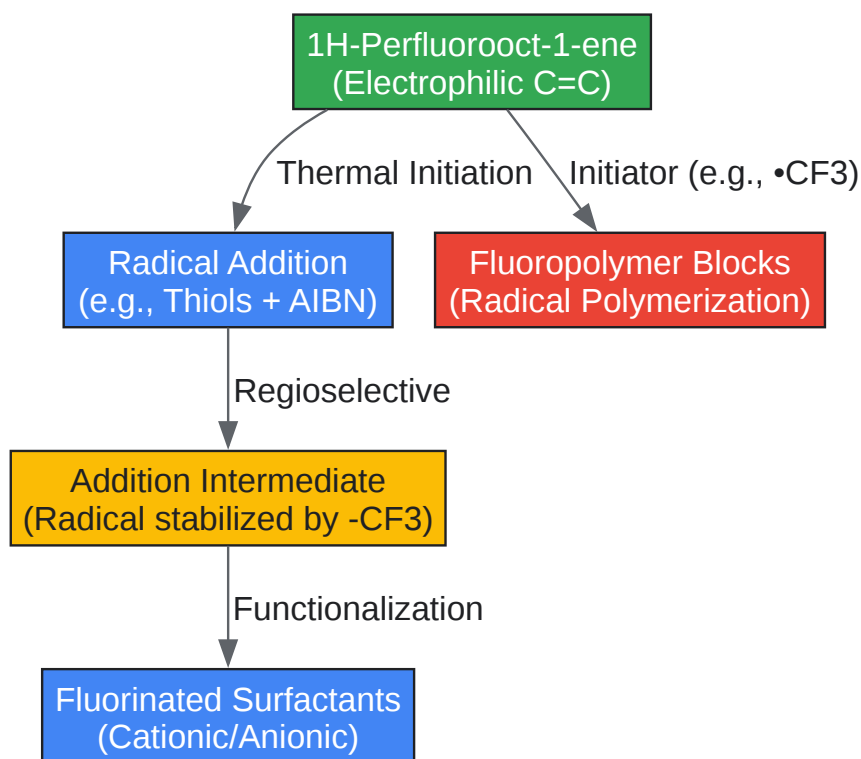 1H-Perfluorooct-1-ene
(Electrophilic C=C)
Thermal Initiation
Initiator (e.g., •CF3)
Radical Addition
(e.g., Thiols + AIBN)
Fluoropolymer Blocks
(Radical Polymerization)
Regioselective
Addition Intermediate
(Radical stabilized by -CF3)
Functionalization
Fluorinated Surfactants
(Cationic/Anionic)